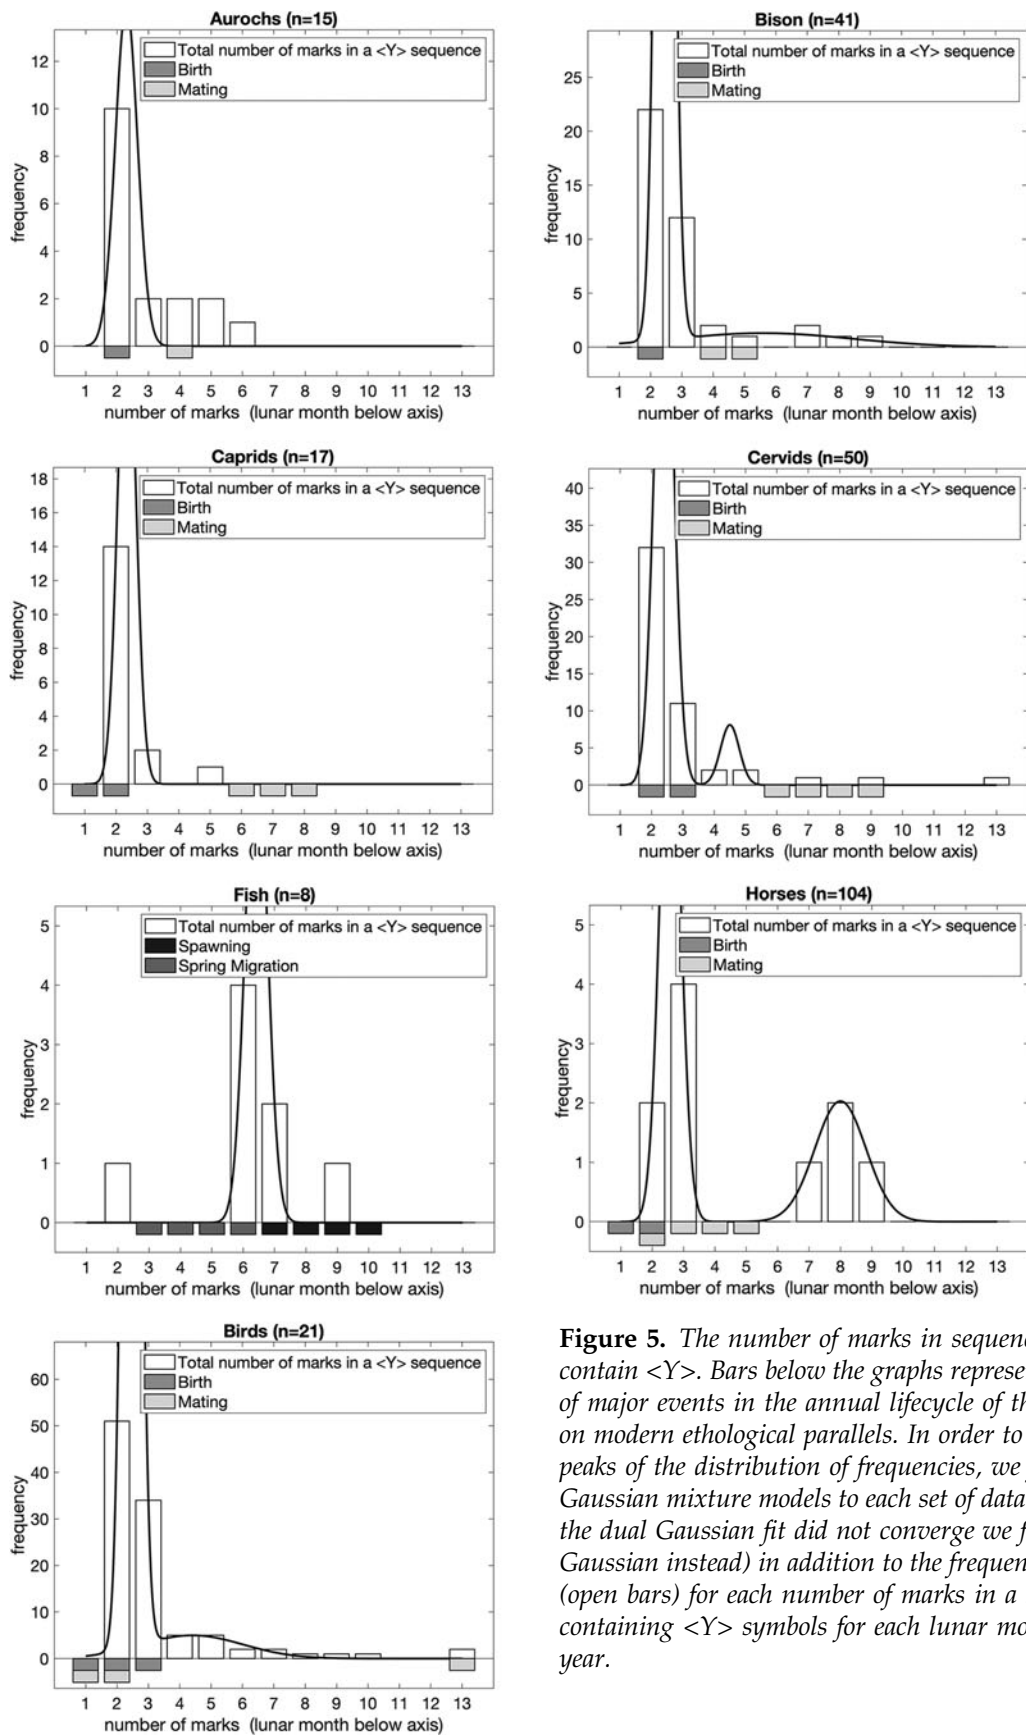 Aurochs (n=15)
Total number of marks in a <Y> sequence
Birth
Mating
12
10
8
6
4
2
0
frequency
1 2 3 4 5 6 7 8 9 10 11 12 13
number of marks (lunar month below axis)
Bison (n=41)
Total number of marks in a <Y> sequence
Birth
Mating
25
20
15
10
5
0
frequency
1 2 3 4 5 6 7 8 9 10 11 12 13
number of marks (lunar month below axis)
Caprids (n=17)
Total number of marks in a <Y> sequence
Birth
Mating
18
16
14
12
10
8
6
4
2
0
frequency
1 2 3 4 5 6 7 8 9 10 11 12 13
number of marks (lunar month below axis)
Cervids (n=50)
Total number of marks in a <Y> sequence
Birth
Mating
40
35
30
25
20
15
10
5
0
frequency
1 2 3 4 5 6 7 8 9 10 11 12 13
number of marks (lunar month below axis)
Fish (n=8)
Total number of marks in a <Y> sequence
Spawning
Spring Migration
5
4
3
2
1
0
frequency
1 2 3 4 5 6 7 8 9 10 11 12 13
number of marks (lunar month below axis)
Horses (n=104)
Total number of marks in a <Y> sequence
Birth
Mating
5
4
3
2
1
0
frequency
1 2 3 4 5 6 7 8 9 10 11 12 13
number of marks (lunar month below axis)
Birds (n=21)
Total number of marks in a <Y> sequence
Birth
Mating
60
50
40
30
20
10
0
frequency
1 2 3 4 5 6 7 8 9 10 11 12 13
number of marks (lunar month below axis)
Figure 5. The number of marks in sequenc
contain <Y>. Bars below the graphs represe
of major events in the annual lifecycle of th
on modern ethological parallels. In order to
peaks of the distribution of frequencies, we
Gaussian mixture models to each set of data
the dual Gaussian fit did not converge we f
Gaussian instead) in addition to the frequen
(open bars) for each number of marks in a
containing <Y> symbols for each lunar mo
year.